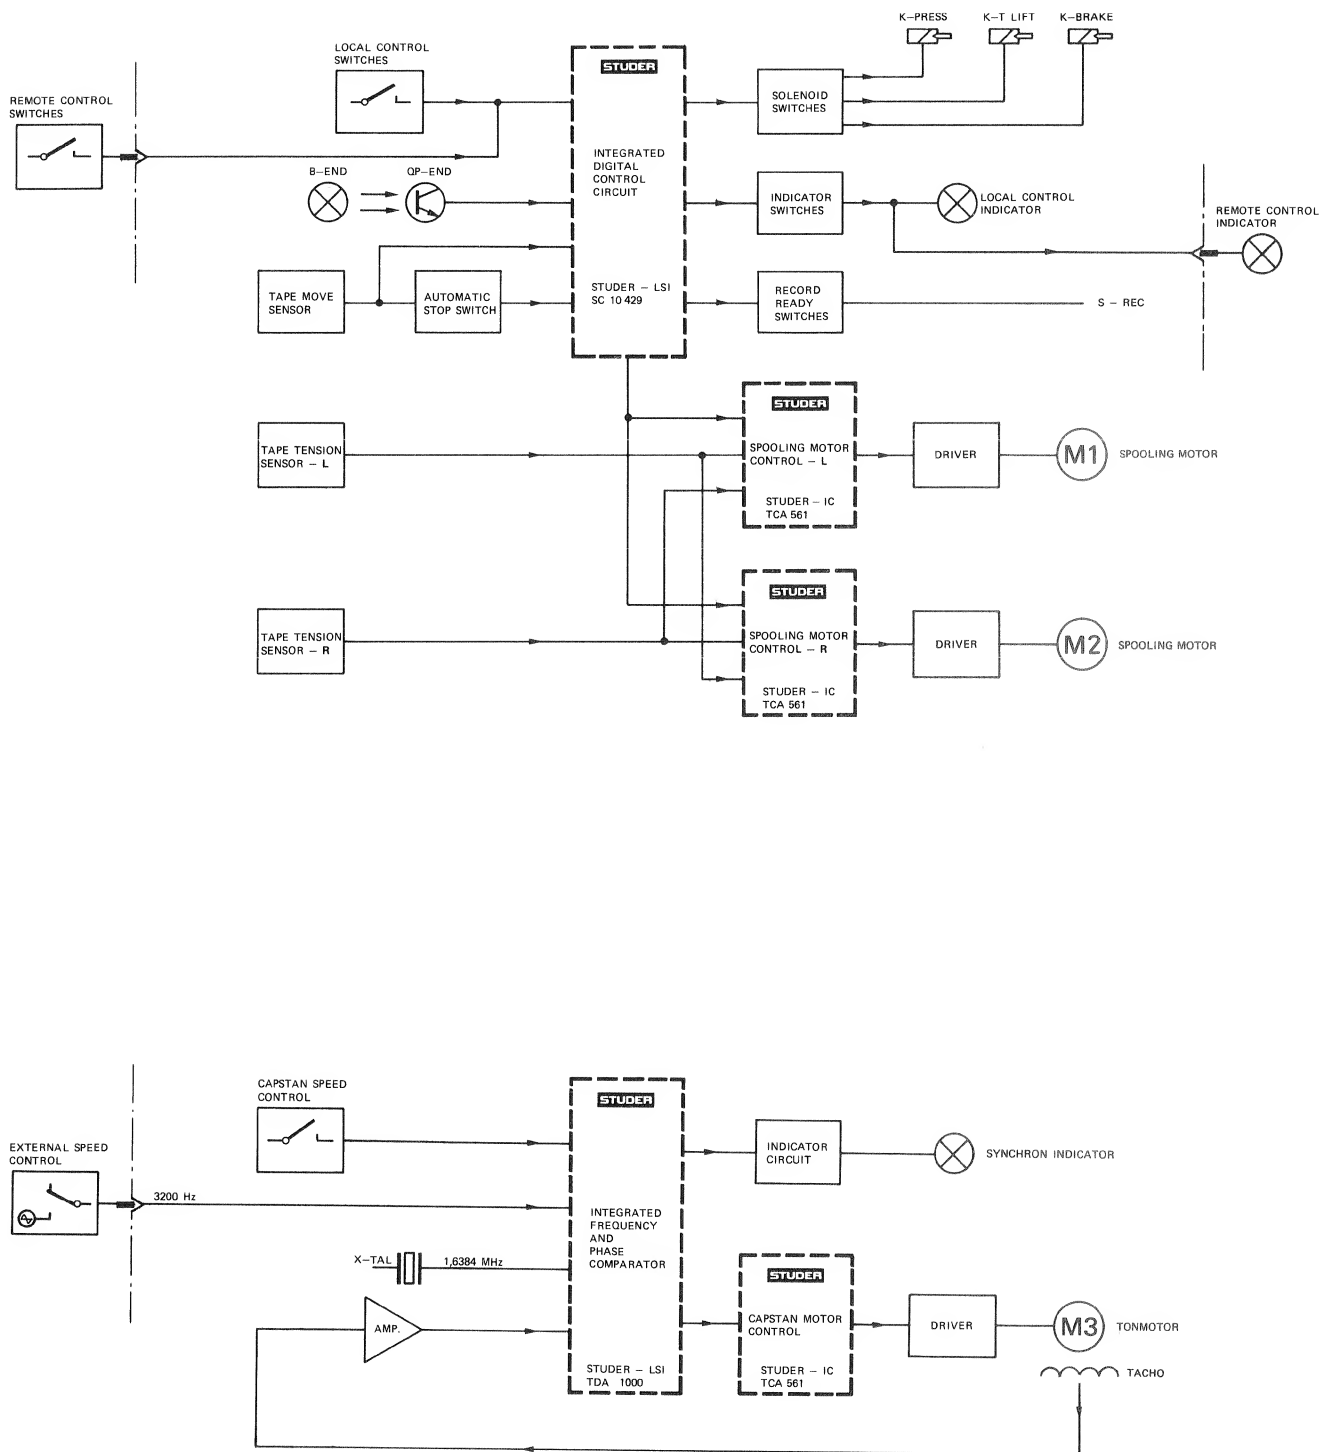 K–PRESS K–T LIFT K–BRAKE
LOCAL CONTROL
SWITCHES
STUDER
REMOTE CONTROL
SWITCHES
SOLENOID
SWITCHES
INTEGRATED
DIGITAL
CONTROL
CIRCUIT
B–END QP–END
INDICATOR
SWITCHES
LOCAL CONTROL
INDICATOR
REMOTE CONTROL
INDICATOR
TAPE MOVE
SENSOR
AUTOMATIC
STOP SWITCH
STUDER – LSI
SC 10 429
RECORD
READY
SWITCHES
S – REC
STUDER
TAPE TENSION
SENSOR – L
SPOOLING MOTOR
CONTROL – L
STUDER – IC
TCA 561
DRIVER
M1
SPOOLING MOTOR
STUDER
TAPE TENSION
SENSOR – R
SPOOLING MOTOR
CONTROL – R
STUDER – IC
TCA 561
DRIVER
M2
SPOOLING MOTOR
CAPSTAN SPEED
CONTROL
STUDER
EXTERNAL SPEED
CONTROL
3200 Hz
INDICATOR
CIRCUIT
SYNCHRON INDICATOR
INTEGRATED
FREQUENCY
AND
PHASE
COMPARATOR
X–TAL
1,6384 MHz
STUDER
AMP.
CAPSTAN MOTOR
CONTROL
DRIVER
M3
TONMOTOR
STUDER – LSI
TDA 1000
STUDER – IC
TCA 561
TACHO